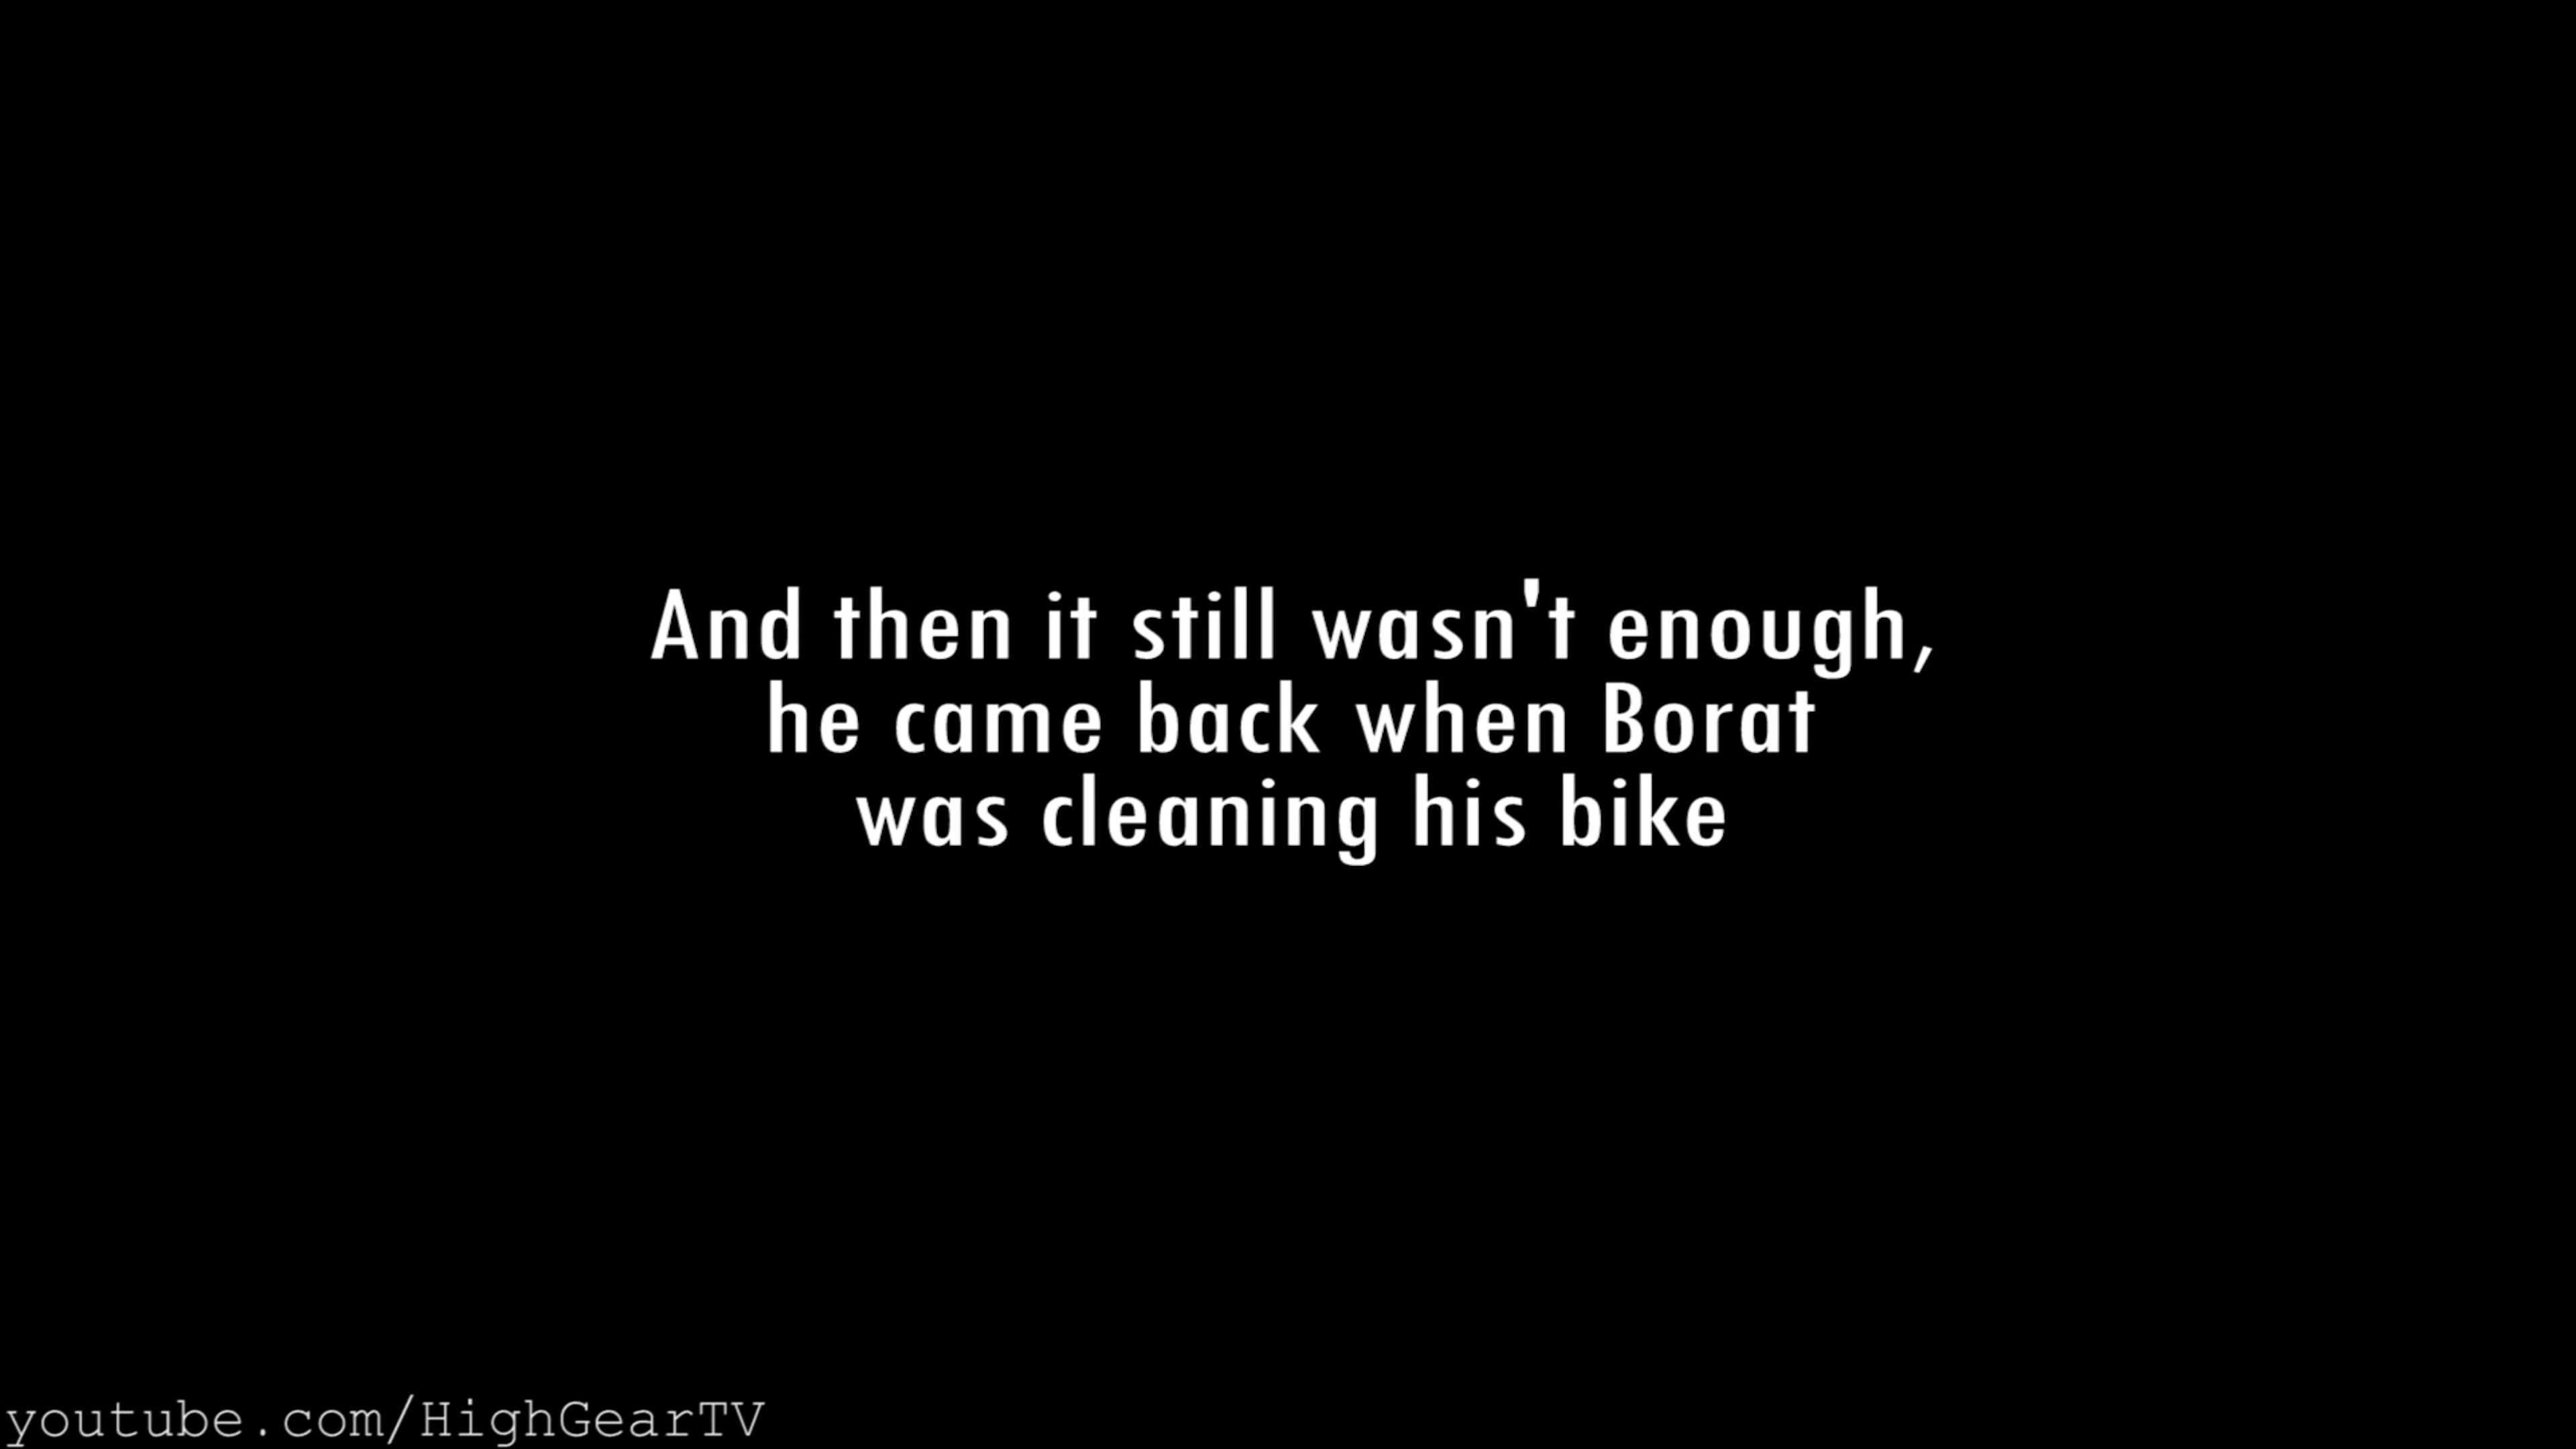 And then it still wasn't enough,
he came back when Borat
was cleaning his bike
youtube.com/HighGearTV